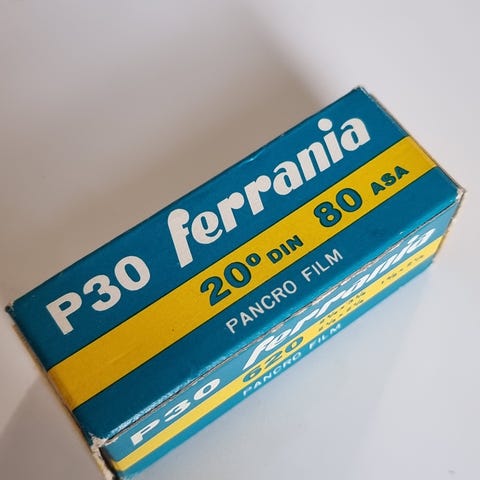 P30 ferrania
20° DIN 80 ASA
PANCRO FILM
P30 ferrania
620
PANCRO FILM